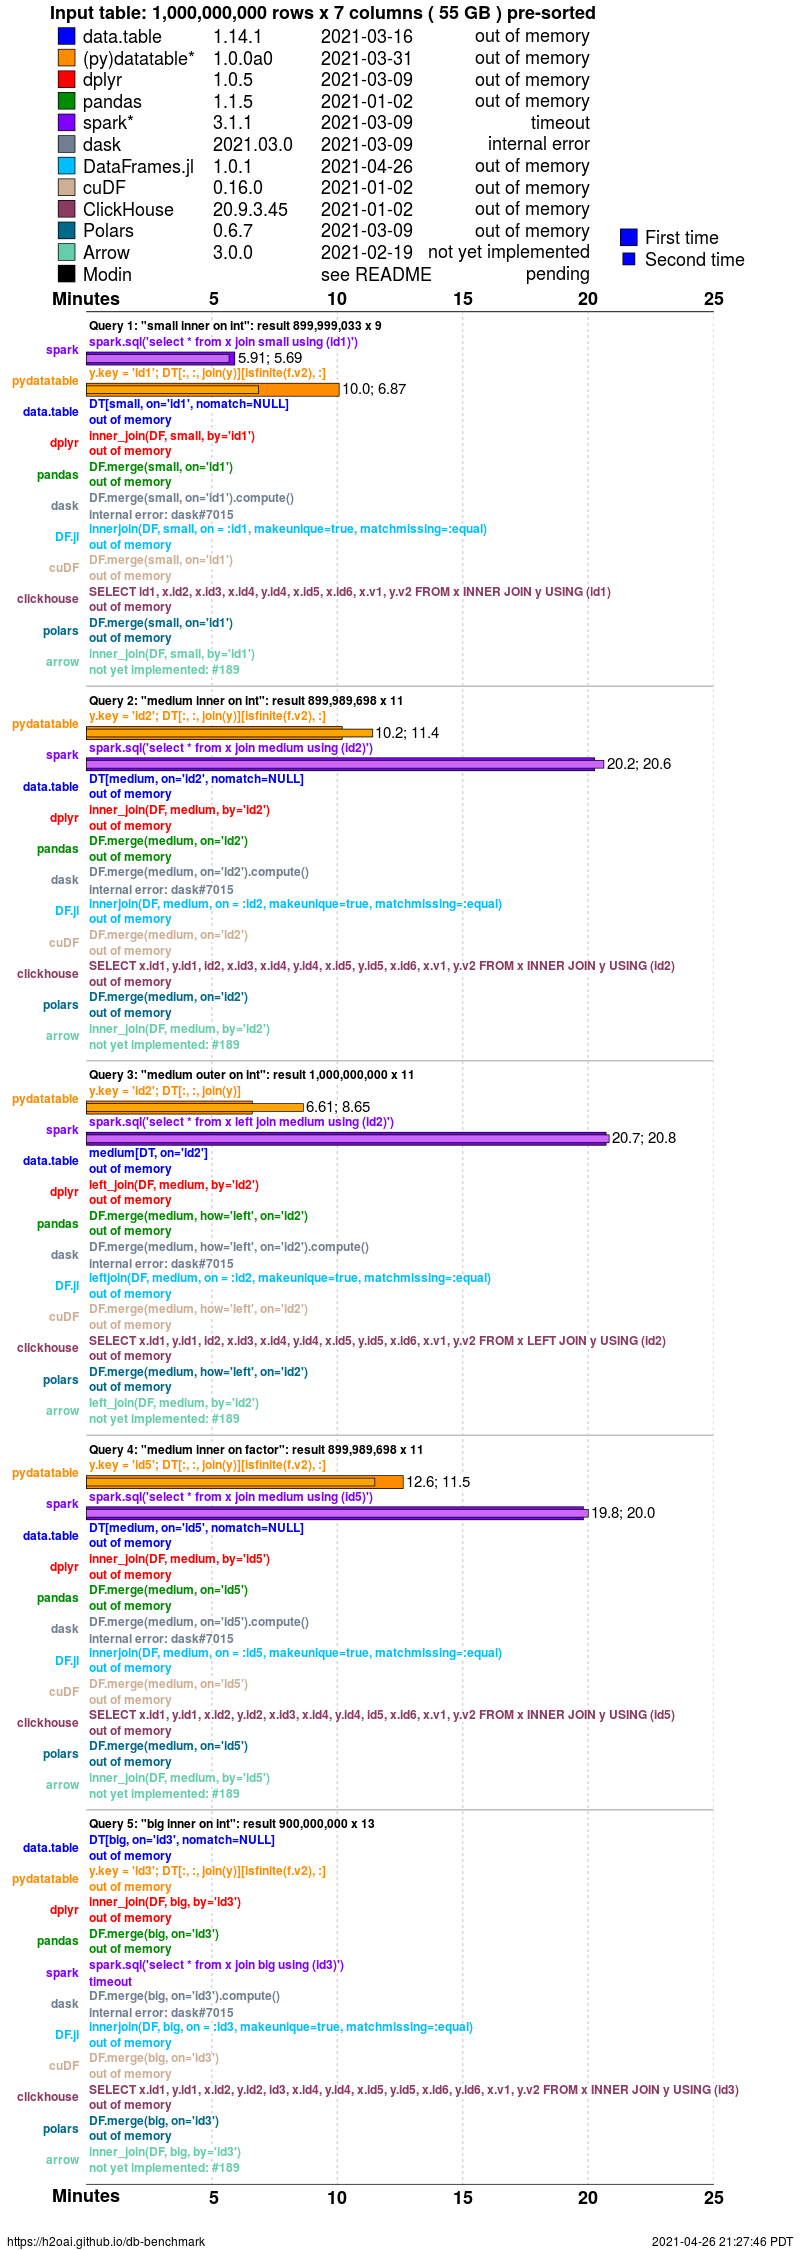 Input table: 1,000,000,000 rows x 7 columns ( 55 GB ) pre-sorted
data.table 1.14.1 2021-03-16 out of memory
(py)datatable* 1.0.0a0 2021-03-31 out of memory
dplyr 1.0.5 2021-03-09 out of memory
pandas 1.1.5 2021-01-02 out of memory
spark* 3.1.1 2021-03-09 timeout
dask 2021.03.0 2021-03-09 internal error
DataFrames.jl 1.0.1 2021-04-26 out of memory
cuDF 0.16.0 2021-01-02 out of memory
ClickHouse 20.9.3.45 2021-01-02 out of memory
Polars 0.6.7 2021-03-09 out of memory
First time
Arrow 3.0.0 2021-02-19 not yet implemented
Second time
Modin see README pending
Minutes 5 10 15 20 25
Query 1: "small inner on int": result 899,999,033 x 9
spark spark.sql('select * from x join small using (id1)')
5.91; 5.69
pydatatable y.key = 'id1'; DT[:, :, join(y)][isfinite(f.v2), :]
10.0; 6.87
data.table DT[small, on='id1', nomatch=NULL]
out of memory
dplyr inner_join(DF, small, by='id1')
out of memory
pandas DF.merge(small, on='id1')
out of memory
dask DF.merge(small, on='id1').compute()
internal error: dask#7015
DF.jl innerjoin(DF, small, on = :id1, makeunique=true, matchmissing=:equal)
out of memory
cuDF DF.merge(small, on='id1')
out of memory
clickhouse SELECT id1, x.id2, x.id3, x.id4, y.id4, x.id5, x.id6, x.v1, y.v2 FROM x INNER JOIN y USING (id1)
out of memory
polars DF.merge(small, on='id1')
out of memory
arrow inner_join(DF, small, by='id1')
not yet implemented: #189
Query 2: "medium inner on int": result 899,989,698 x 11
pydatatable y.key = 'id2'; DT[:, :, join(y)][isfinite(f.v2), :]
10.2; 11.4
spark spark.sql('select * from x join medium using (id2)')
20.2; 20.6
data.table DT[medium, on='id2', nomatch=NULL]
out of memory
dplyr inner_join(DF, medium, by='id2')
out of memory
pandas DF.merge(medium, on='id2')
out of memory
dask DF.merge(medium, on='id2').compute()
internal error: dask#7015
DF.jl innerjoin(DF, medium, on = :id2, makeunique=true, matchmissing=:equal)
out of memory
cuDF DF.merge(medium, on='id2')
out of memory
clickhouse SELECT x.id1, y.id1, id2, x.id3, x.id4, y.id4, x.id5, y.id5, x.id6, x.v1, y.v2 FROM x INNER JOIN y USING (id2)
out of memory
polars DF.merge(medium, on='id2')
out of memory
arrow inner_join(DF, medium, by='id2')
not yet implemented: #189
Query 3: "medium outer on int": result 1,000,000,000 x 11
pydatatable y.key = 'id2'; DT[:, :, join(y)]
6.61; 8.65
spark spark.sql('select * from x left join medium using (id2)')
20.7; 20.8
data.table medium[DT, on='id2']
out of memory
dplyr left_join(DF, medium, by='id2')
out of memory
pandas DF.merge(medium, how='left', on='id2')
out of memory
dask DF.merge(medium, how='left', on='id2').compute()
internal error: dask#7015
DF.jl leftjoin(DF, medium, on = :id2, makeunique=true, matchmissing=:equal)
out of memory
cuDF DF.merge(medium, how='left', on='id2')
out of memory
clickhouse SELECT x.id1, y.id1, id2, x.id3, x.id4, y.id4, x.id5, y.id5, x.id6, x.v1, y.v2 FROM x LEFT JOIN y USING (id2)
out of memory
polars DF.merge(medium, how='left', on='id2')
out of memory
arrow left_join(DF, medium, by='id2')
not yet implemented: #189
Query 4: "medium inner on factor": result 899,989,698 x 11
pydatatable y.key = 'id5'; DT[:, :, join(y)][isfinite(f.v2), :]
12.6; 11.5
spark spark.sql('select * from x join medium using (id5)')
19.8; 20.0
data.table DT[medium, on='id5', nomatch=NULL]
out of memory
dplyr inner_join(DF, medium, by='id5')
out of memory
pandas DF.merge(medium, on='id5')
out of memory
dask DF.merge(medium, on='id5').compute()
internal error: dask#7015
DF.jl innerjoin(DF, medium, on = :id5, makeunique=true, matchmissing=:equal)
out of memory
cuDF DF.merge(medium, on='id5')
out of memory
clickhouse SELECT x.id1, y.id1, x.id2, y.id2, x.id3, x.id4, y.id4, id5, x.id6, x.v1, y.v2 FROM x INNER JOIN y USING (id5)
out of memory
polars DF.merge(medium, on='id5')
out of memory
arrow inner_join(DF, medium, by='id5')
not yet implemented: #189
Query 5: "big inner on int": result 900,000,000 x 13
data.table DT[big, on='id3', nomatch=NULL]
out of memory
pydatatable y.key = 'id3'; DT[:, :, join(y)][isfinite(f.v2), :]
out of memory
dplyr inner_join(DF, big, by='id3')
out of memory
pandas DF.merge(big, on='id3')
out of memory
spark spark.sql('select * from x join big using (id3)')
timeout
dask DF.merge(big, on='id3').compute()
internal error: dask#7015
DF.jl innerjoin(DF, big, on = :id3, makeunique=true, matchmissing=:equal)
out of memory
cuDF DF.merge(big, on='id3')
out of memory
clickhouse SELECT x.id1, y.id1, x.id2, y.id2, id3, x.id4, y.id4, x.id5, y.id5, x.id6, y.id6, x.v1, y.v2 FROM x INNER JOIN y USING (id3)
out of memory
polars DF.merge(big, on='id3')
out of memory
arrow inner_join(DF, big, by='id3')
not yet implemented: #189
Minutes 5 10 15 20 25
https://h2oai.github.io/db-benchmark 2021-04-26 21:27:46 PDT